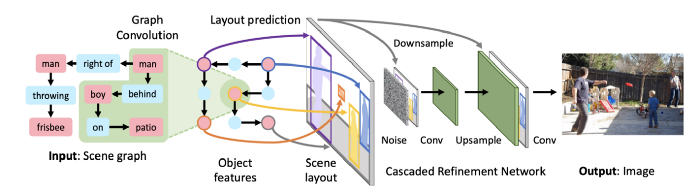 Graph
Convolution
Layout prediction
Downsample
man
right of
man
throwing
boy
behind
frisbee
on
patio
Noise
Conv
Upsample
Conv
Input: Scene graph
Object
features
Scene
layout
Cascaded Refinement Network
Output: Image